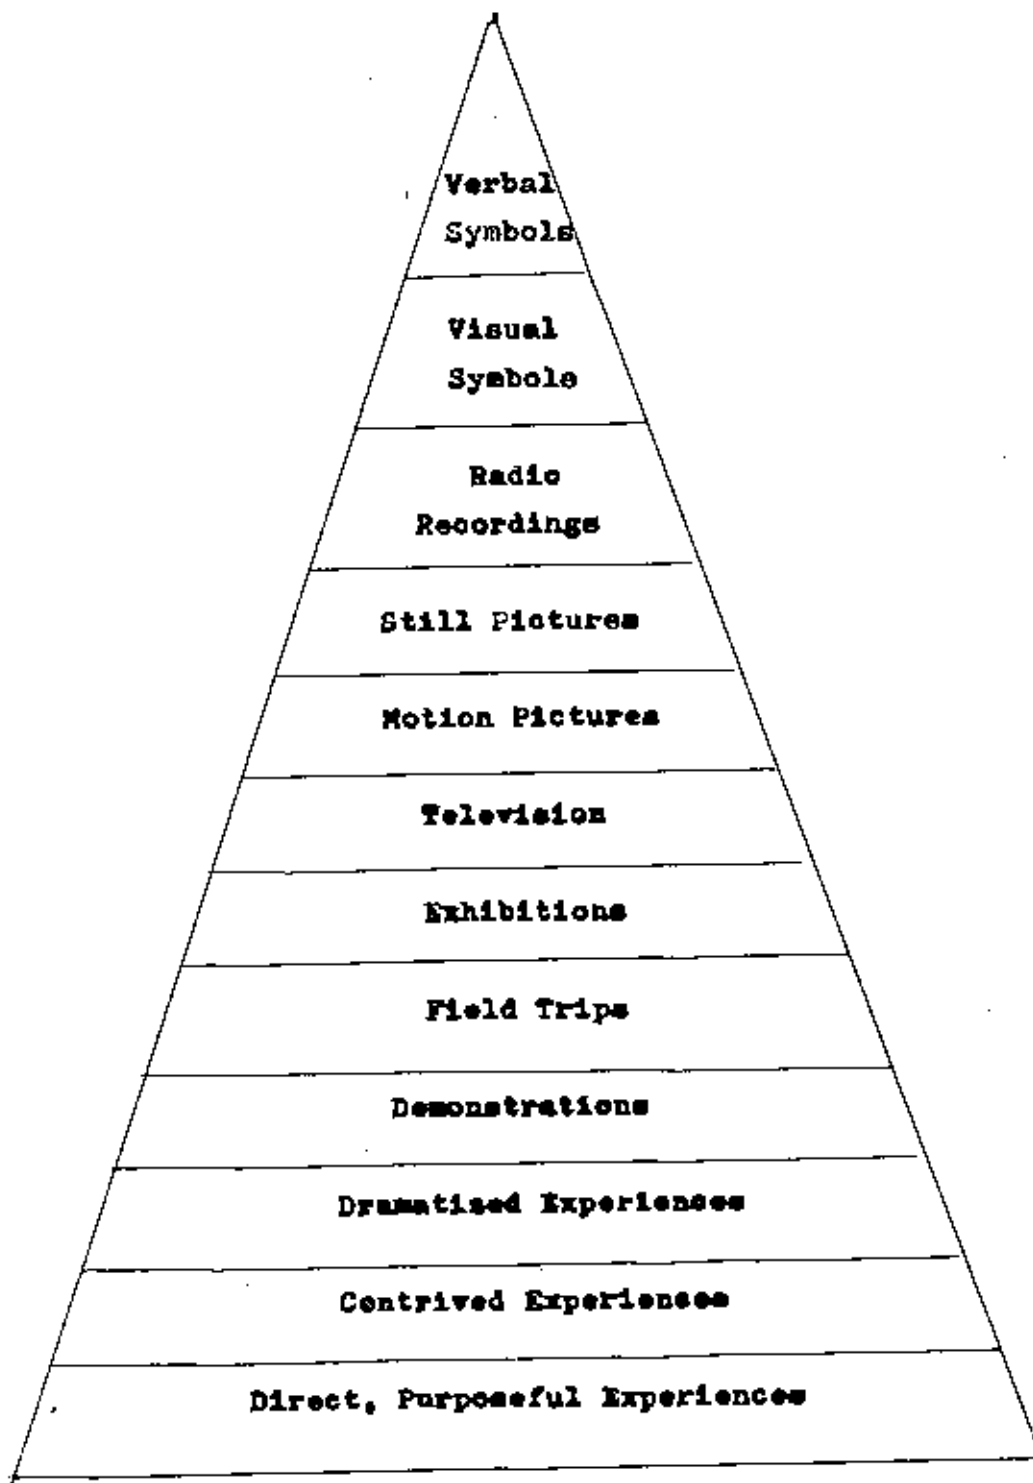 Verbal
Symbols
Visual
Symbols
Radio
Recordings
Still Pictures
Motion Pictures
Television
Exhibitions
Field Trips
Demonstrations
Dramatized Experiences
Contrived Experiences
Direct, Purposeful Experiences